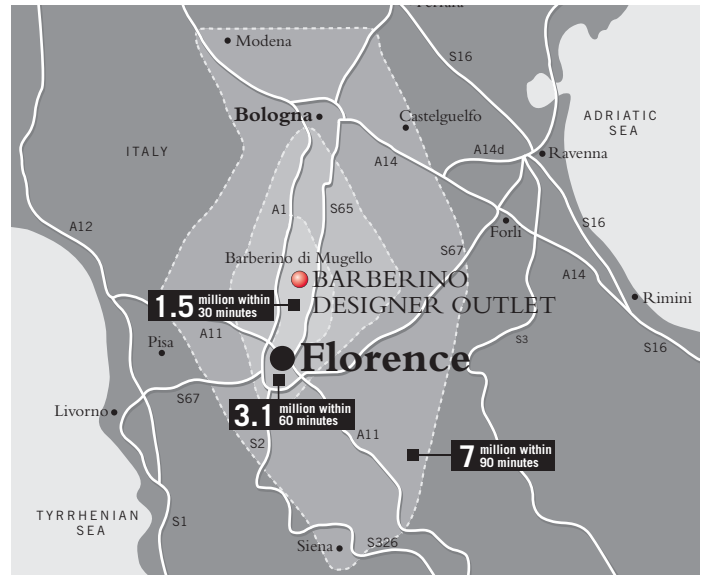 Modena
S16
Bologna
Castelguelfo
ADRIATIC
SEA
ITALY
A14
A14d
Ravenna
A12
A1
S65
S67
Forli
S16
Barberino di Mugello
A14
BARBERINO
DESIGNER OUTLET
1.5 million within
30 minutes
Rimini
A11
Pisa
S3
S16
Florence
S67
Livorno
3.1 million within
60 minutes
S2
A11
7 million within
90 minutes
TYRRHENIAN
SEA
S1
Siena
S326